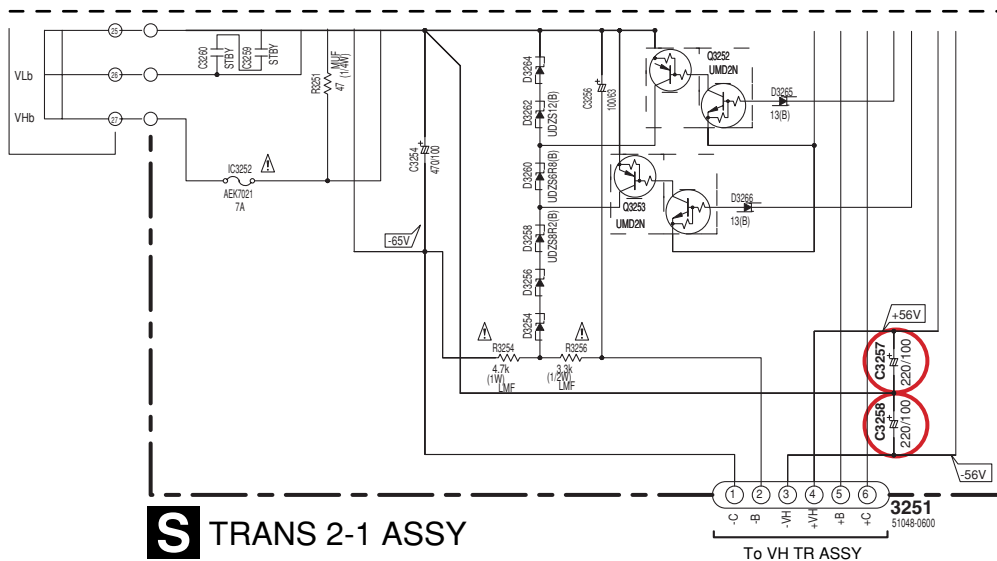 25
26
27
VLb
VHb
C3260
STBY
C3259
STBY
R3251
47
MUF
(1/4W)
IC3252
AEK7021
7A
C3254
470/100
-65V
D3264
D3262
UDZS12(B)
D3260
UDZS6R8(B)
D3258
UDZS8R2(B)
D3256
D3254
C3256
100/63
Q3252
UMD2N
D3265
13(B)
Q3253
UMD2N
D3266
13(B)
R3254
4.7k
(1W)
LMF
R3256
3.3k
(1/2W)
LMF
+56V
C3257
220/100
C3258
220/100
-56V
1 2 3 4 5 6
-C -B -VH +VH +B +C
3251
51048-0600
To VH TR ASSY
S TRANS 2-1 ASSY